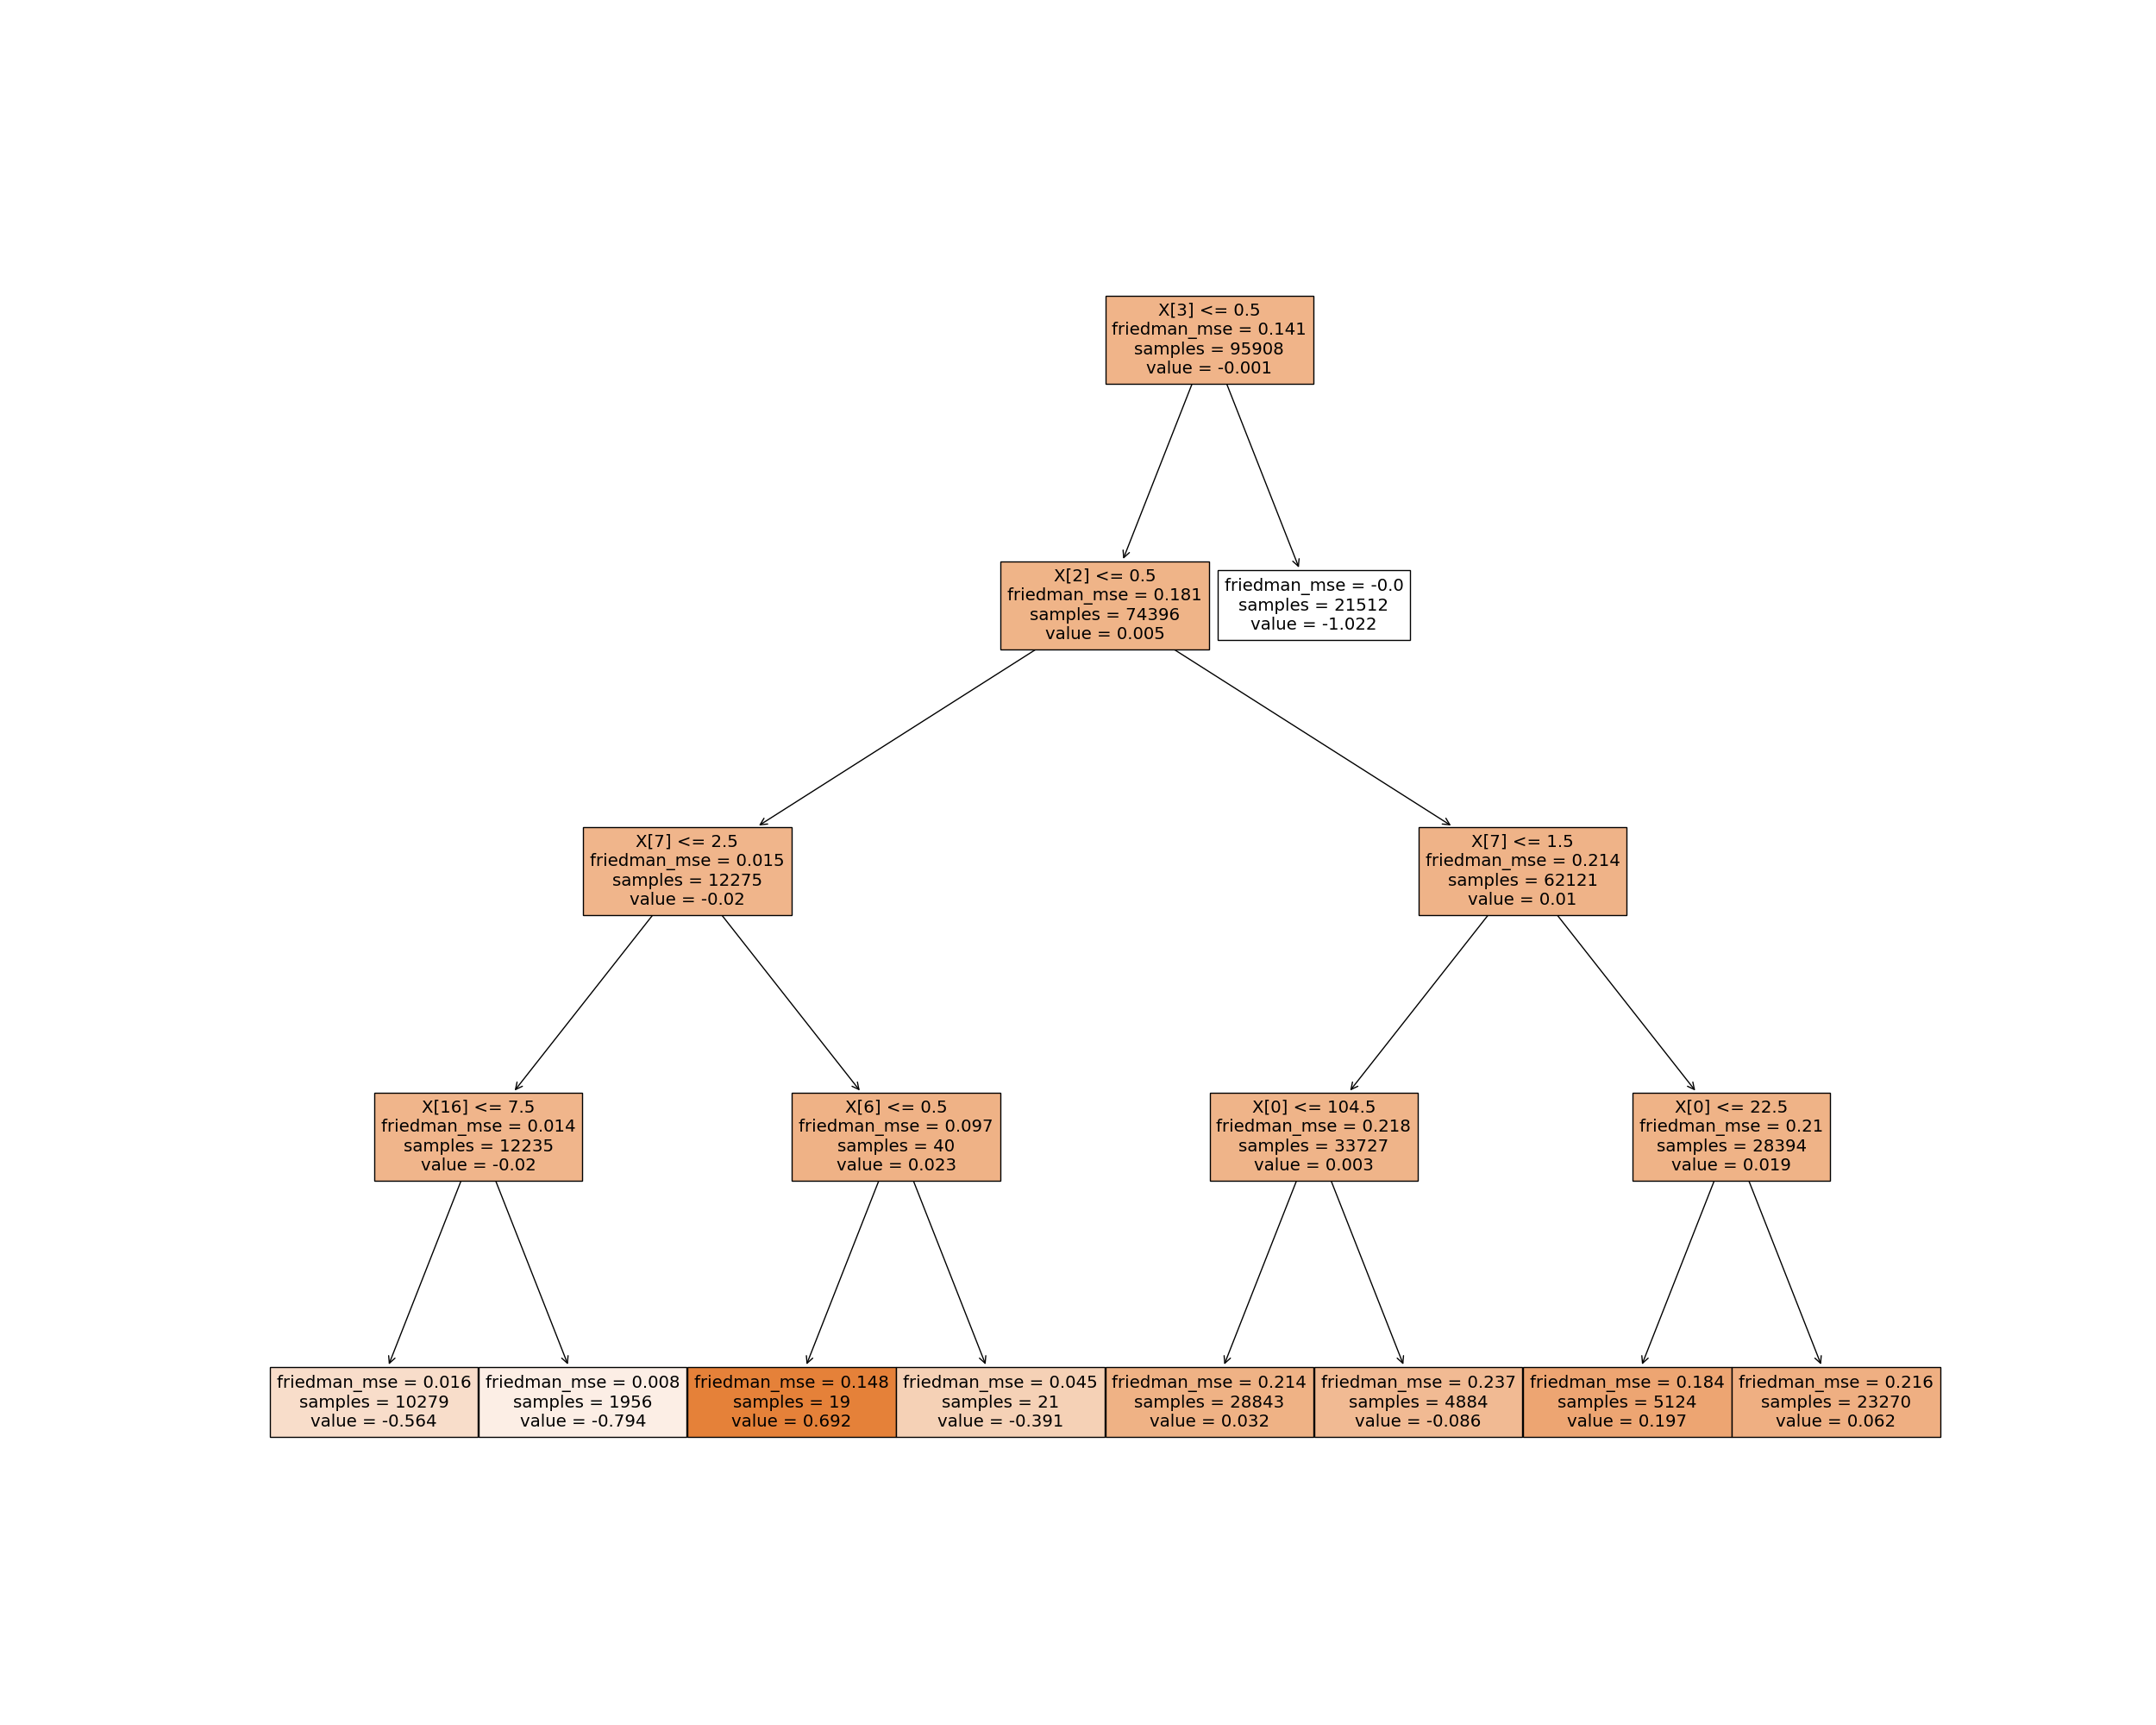 X[3] <= 0.5
friedman_mse = 0.141
samples = 95908
value = -0.001
X[2] <= 0.5
friedman_mse = 0.181
samples = 74396
value = 0.005
friedman_mse = -0.0
samples = 21512
value = -1.022
X[7] <= 2.5
friedman_mse = 0.015
samples = 12275
value = -0.02
X[7] <= 1.5
friedman_mse = 0.214
samples = 62121
value = 0.01
X[16] <= 7.5
friedman_mse = 0.014
samples = 12235
value = -0.02
X[6] <= 0.5
friedman_mse = 0.097
samples = 40
value = 0.023
X[0] <= 104.5
friedman_mse = 0.218
samples = 33727
value = 0.003
X[0] <= 22.5
friedman_mse = 0.21
samples = 28394
value = 0.019
friedman_mse = 0.016
samples = 10279
value = -0.564
friedman_mse = 0.008
samples = 1956
value = -0.794
friedman_mse = 0.148
samples = 19
value = 0.692
friedman_mse = 0.045
samples = 21
value = -0.391
friedman_mse = 0.214
samples = 28843
value = 0.032
friedman_mse = 0.237
samples = 4884
value = -0.086
friedman_mse = 0.184
samples = 5124
value = 0.197
friedman_mse = 0.216
samples = 23270
value = 0.062